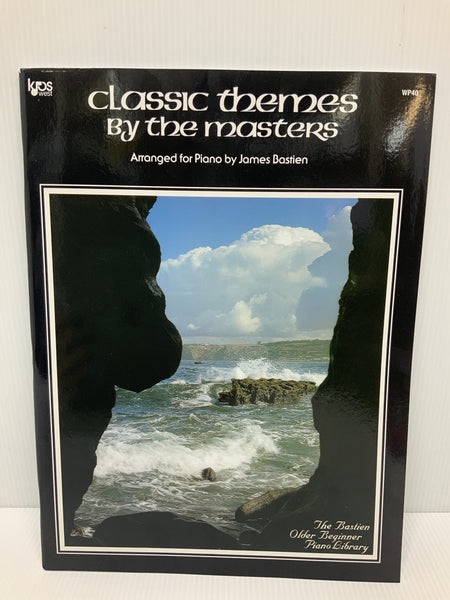 kjos
west
classic themes
By the masters
WP40
Arranged for Piano by James Bastien
The Bastien
Older Beginner
Piano Library